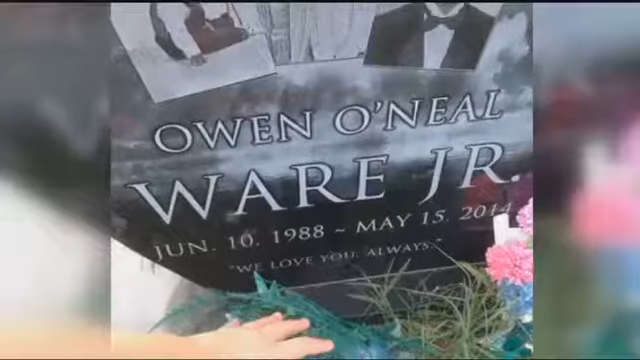 OWEN O'NEAL
WARE JR.
JUN. 10. 1988 ~ MAY 15. 2014
"WE LOVE YOU. ALWAYS."